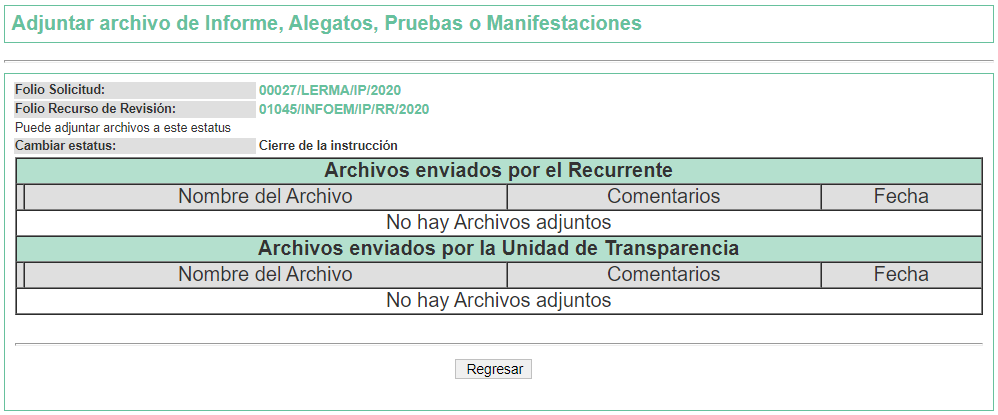 Adjuntar archivo de Informe, Alegatos, Pruebas o Manifestaciones
Folio Solicitud: 00027/LERMA/IP/2020
Folio Recurso de Revisión: 01045/INFOEM/IP/RR/2020
Puede adjuntar archivos a este estatus
Cambiar estatus: Cierre de la instrucción
Archivos enviados por el Recurrente
Nombre del Archivo Comentarios Fecha
No hay Archivos adjuntos
Archivos enviados por la Unidad de Transparencia
Nombre del Archivo Comentarios Fecha
No hay Archivos adjuntos
Regresar